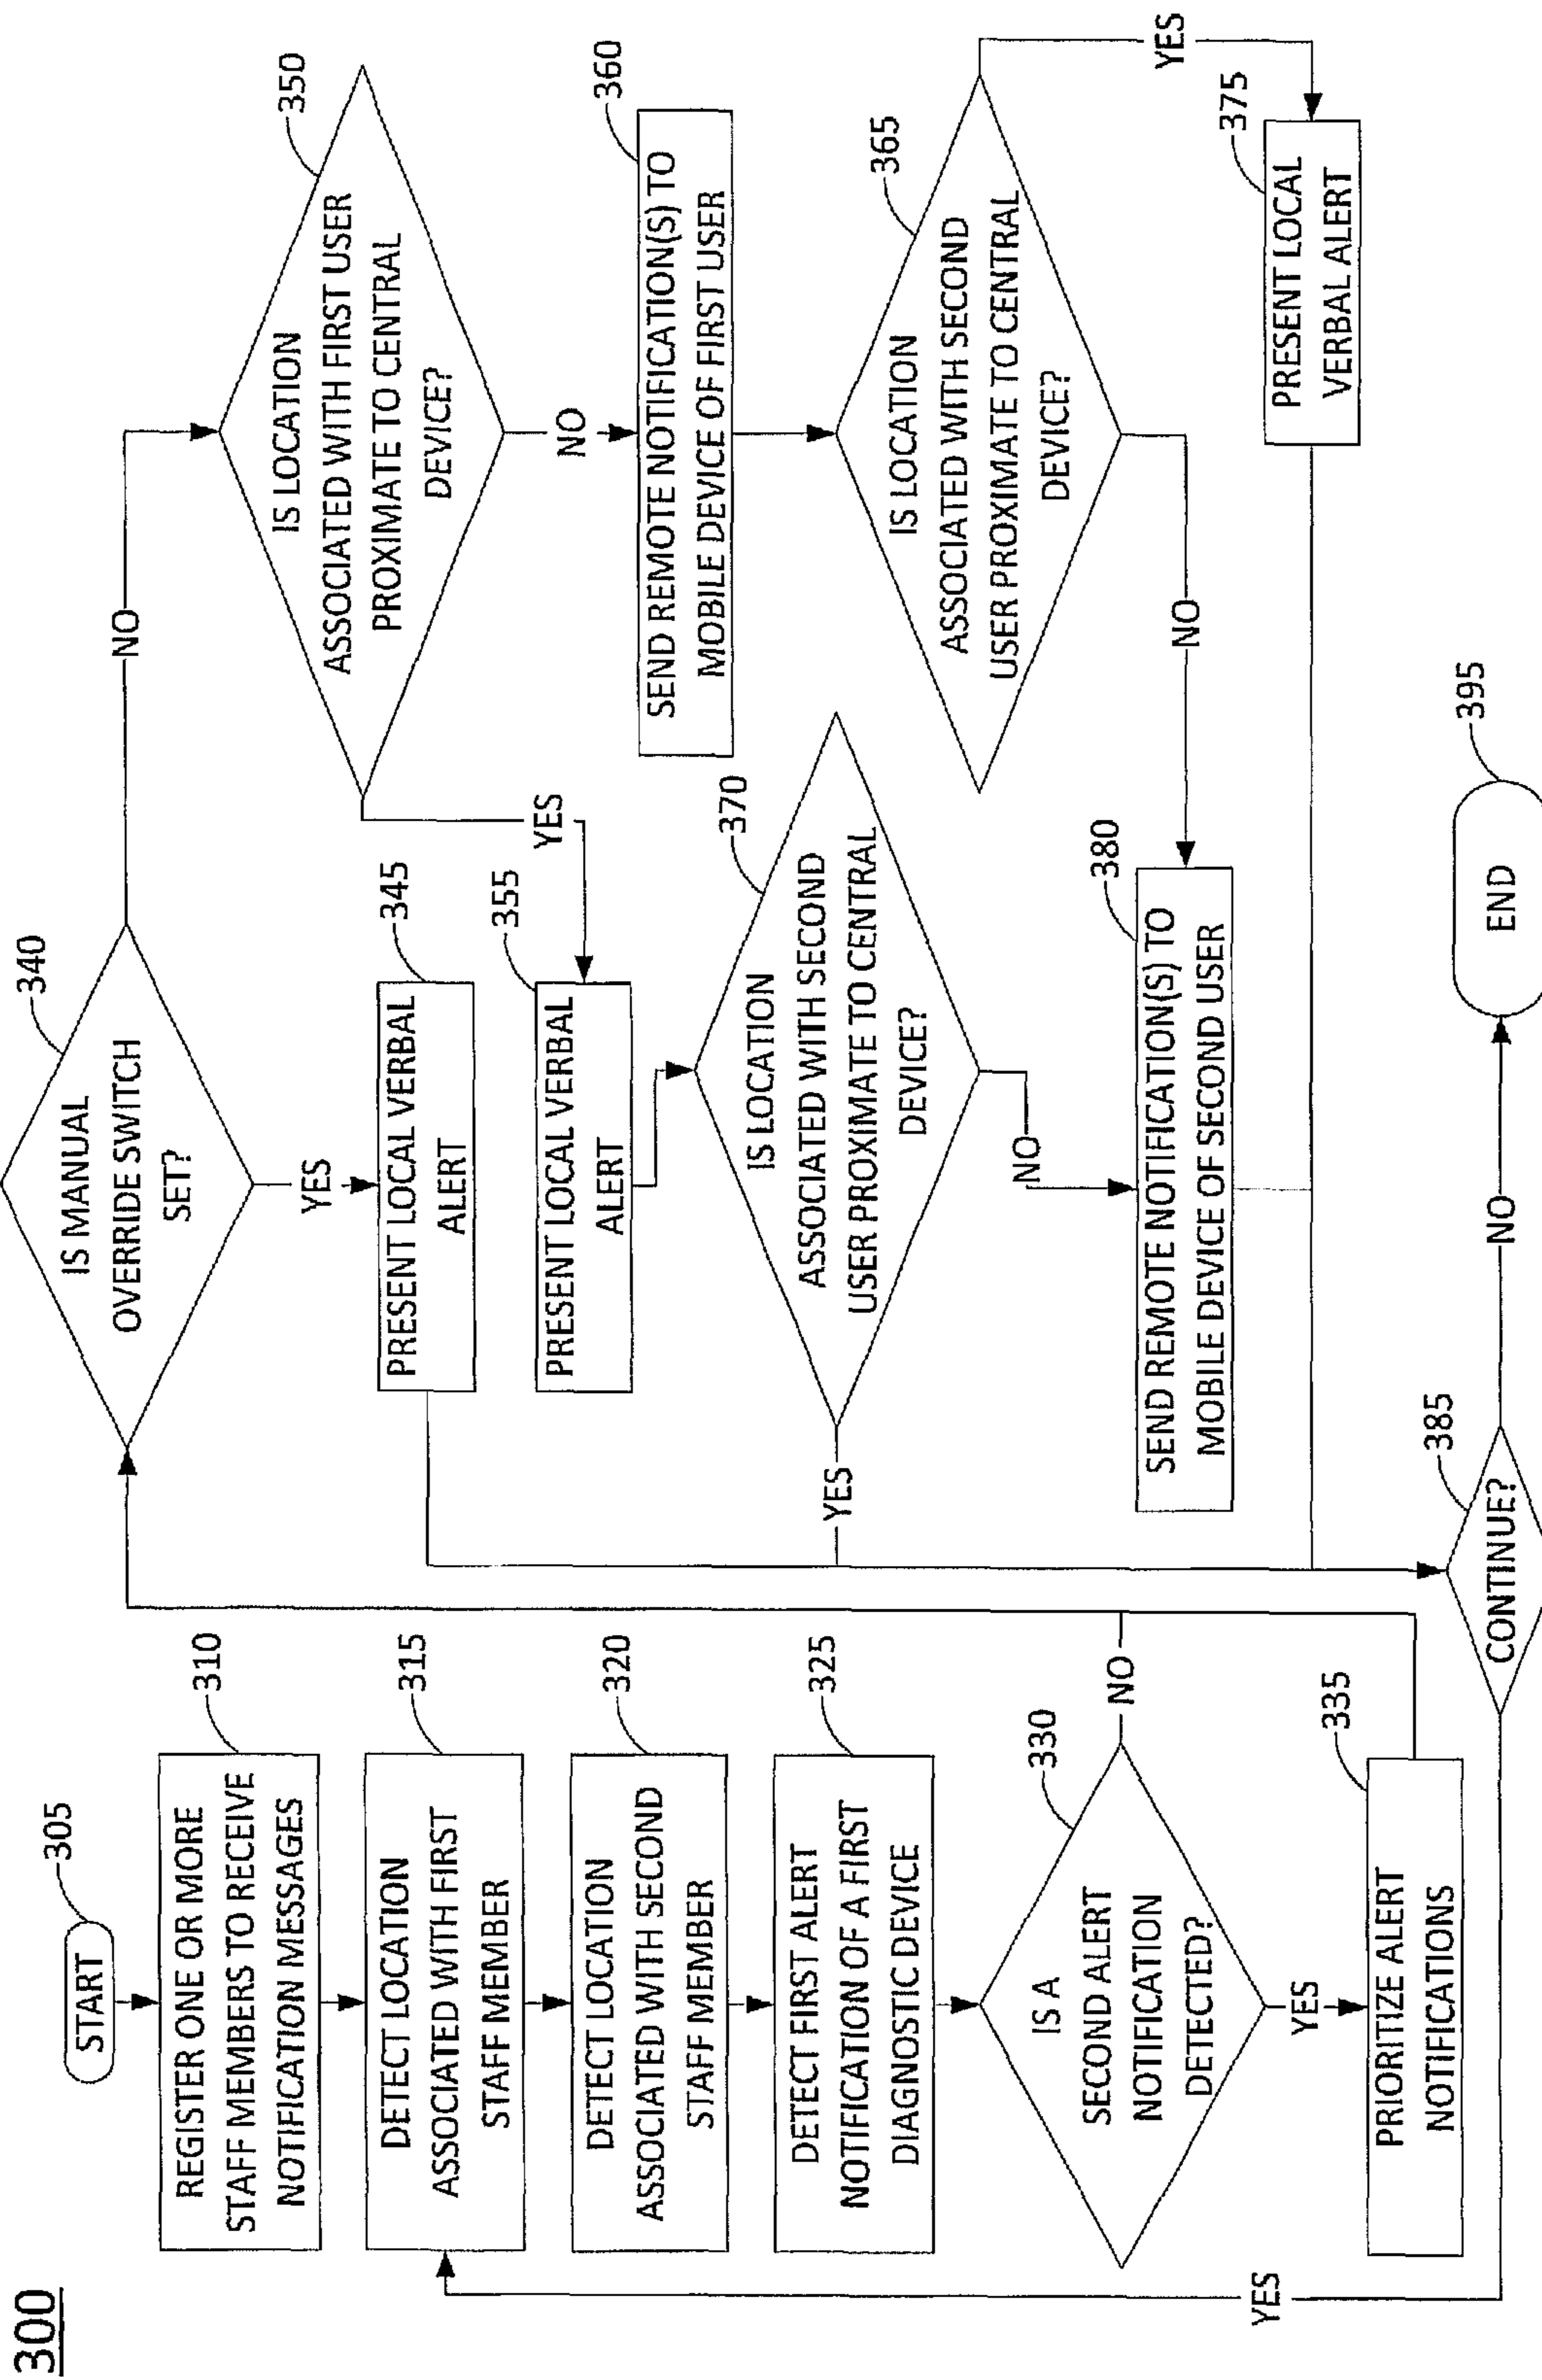 300
START
305
REGISTER ONE OR MORE
STAFF MEMBERS TO RECEIVE
NOTIFICATION MESSAGES
310
DETECT LOCATION
ASSOCIATED WITH FIRST
STAFF MEMBER
315
DETECT LOCATION
ASSOCIATED WITH SECOND
STAFF MEMBER
320
DETECT FIRST ALERT
NOTIFICATION OF A FIRST
DIAGNOSTIC DEVICE
325
IS A
SECOND ALERT
NOTIFICATION
DETECTED?
330
NO
YES
PRIORITIZE ALERT
NOTIFICATIONS
335
IS MANUAL
OVERRIDE SWITCH
SET?
340
NO
YES
PRESENT LOCAL VERBAL
ALERT
345
IS LOCATION
ASSOCIATED WITH FIRST USER
PROXIMATE TO CENTRAL
DEVICE?
350
YES
NO
PRESENT LOCAL VERBAL
ALERT
355
SEND REMOTE NOTIFICATION(S) TO
MOBILE DEVICE OF FIRST USER
360
IS LOCATION
ASSOCIATED WITH SECOND
USER PROXIMATE TO CENTRAL
DEVICE?
370
YES
NO
IS LOCATION
ASSOCIATED WITH SECOND
USER PROXIMATE TO CENTRAL
DEVICE?
365
NO
YES
SEND REMOTE NOTIFICATION(S) TO
MOBILE DEVICE OF SECOND USER
380
PRESENT LOCAL
VERBAL ALERT
375
CONTINUE?
385
YES
NO
END
395